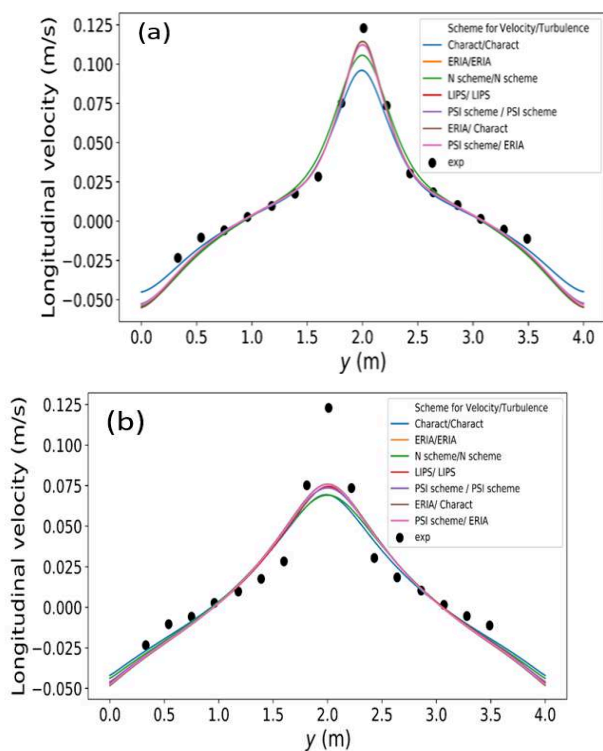 (a)
Longitudinal velocity (m/s)
0.125
0.100
0.075
0.050
0.025
0.000
−0.025
−0.050
Scheme for Velocity/Turbulence
Charact/Charact
ERIA/ERIA
N scheme/N scheme
LIPS/ LIPS
PSI scheme / PSI scheme
ERIA/ Charact
PSI scheme/ ERIA
exp
0.0 0.5 1.0 1.5 2.0 2.5 3.0 3.5 4.0
y (m)
(b)
Longitudinal velocity (m/s)
0.125
0.100
0.075
0.050
0.025
0.000
−0.025
−0.050
Scheme for Velocity/Turbulence
Charact/Charact
ERIA/ERIA
N scheme/N scheme
LIPS/ LIPS
PSI scheme / PSI scheme
ERIA/ Charact
PSI scheme/ ERIA
exp
0.0 0.5 1.0 1.5 2.0 2.5 3.0 3.5 4.0
y (m)